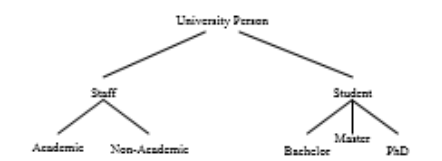 University Person
Staff
Student
Academic
Non-Academic
Bachelor
Master
PhD